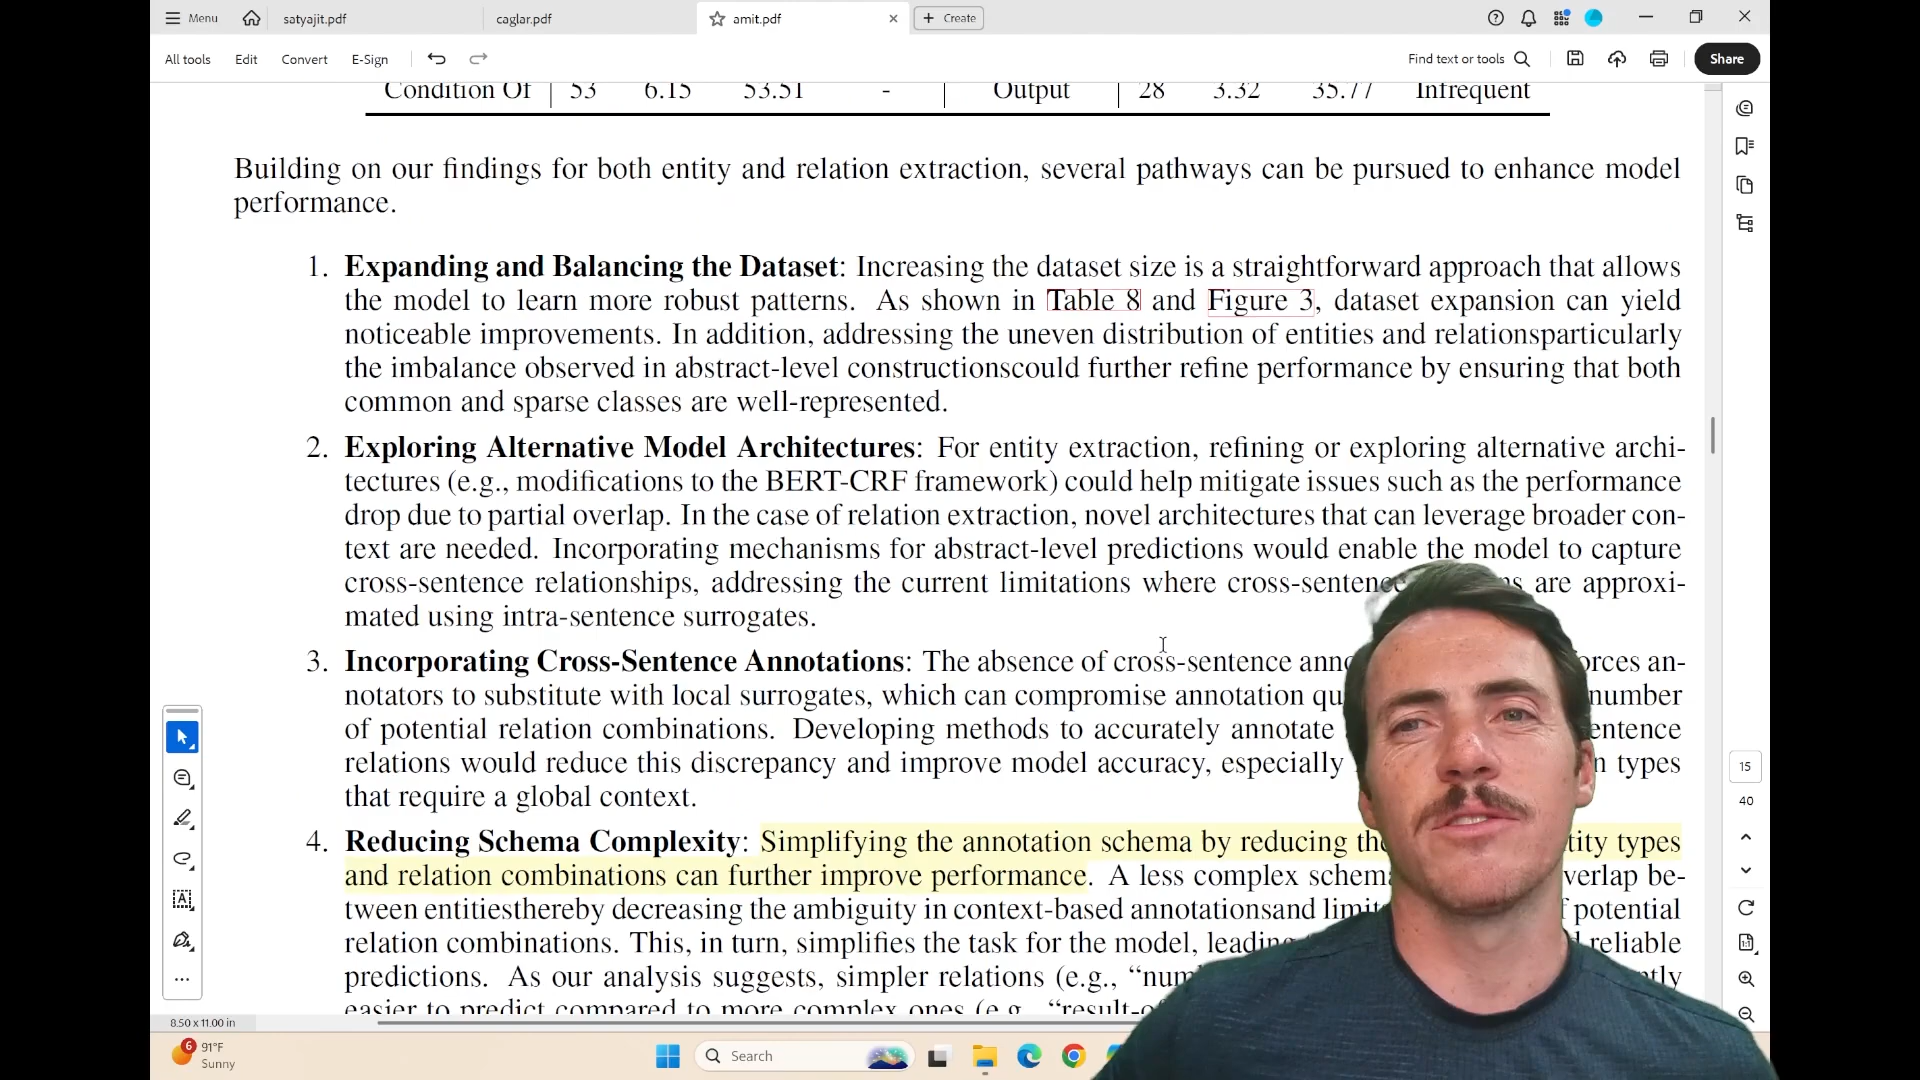 Menu
satyajit.pdf
caglar.pdf
amit.pdf
Create
All tools
Edit
Convert
E-Sign
Find text or tools
Share
Condition Of 53 6.15 53.51 - Output 28 3.32 35.77 Infrequent
Building on our findings for both entity and relation extraction, several pathways can be pursued to enhance model
performance.
1. Expanding and Balancing the Dataset: Increasing the dataset size is a straightforward approach that allows
the model to learn more robust patterns. As shown in Table 8 and Figure 3, dataset expansion can yield
noticeable improvements. In addition, addressing the uneven distribution of entities and relationsparticularly
the imbalance observed in abstract-level constructionscould further refine performance by ensuring that both
common and sparse classes are well-represented.
2. Exploring Alternative Model Architectures: For entity extraction, refining or exploring alternative archi-
tectures (e.g., modifications to the BERT-CRF framework) could help mitigate issues such as the performance
drop due to partial overlap. In the case of relation extraction, novel architectures that can leverage broader con-
text are needed. Incorporating mechanisms for abstract-level predictions would enable the model to capture
cross-sentence relationships, addressing the current limitations where cross-sentence are approxi-
mated using intra-sentence surrogates.
3. Incorporating Cross-Sentence Annotations: The absence of cross-sentence forces an-
notators to substitute with local surrogates, which can compromise annotation number
of potential relation combinations. Developing methods to accurately annotate
relations would reduce this discrepancy and improve model accuracy, especially types
that require a global context.
4. Reducing Schema Complexity: Simplifying the annotation schema by reducing types
and relation combinations can further improve performance. A less complex be-
tween entitiesthereby decreasing the ambiguity in context-based annotationsand potential
relation combinations. This, in turn, simplifies the task for the model, reliable
predictions. As our analysis suggests, simpler relations (e.g.,
easier to predict compared to more complex ones (e.g.,
15
40
8.50 x 11.00 in
6
91°F
Sunny
Search